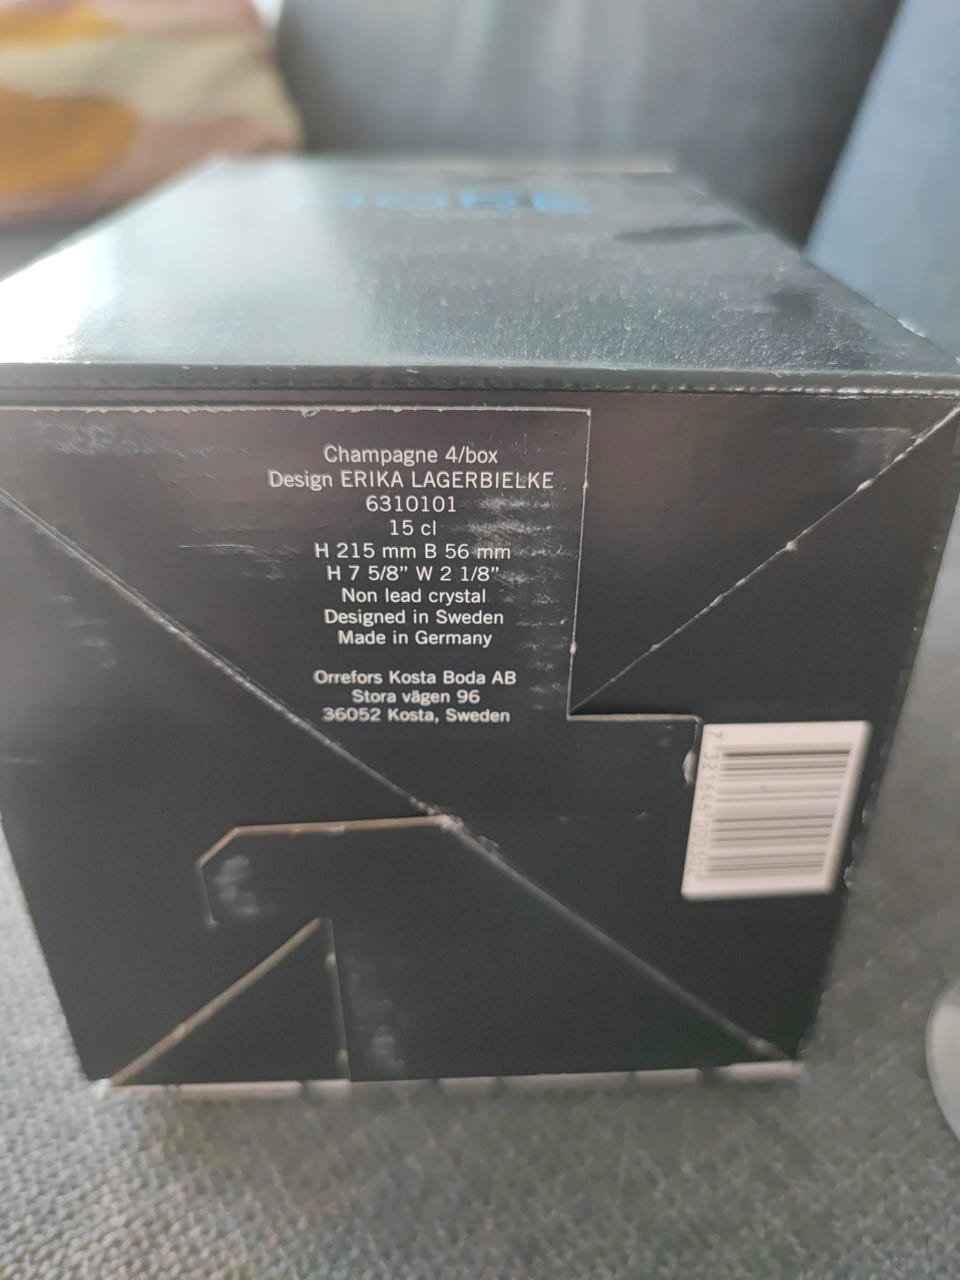 MORE
Champagne 4/box
Design ERIKA LAGERBIELKE
6310101
15 cl
H 215 mm B 56 mm
H 7 5/8” W 2 1/8”
Non lead crystal
Designed in Sweden
Made in Germany
Orrefors Kosta Boda AB
Stora vägen 96
36052 Kosta, Sweden